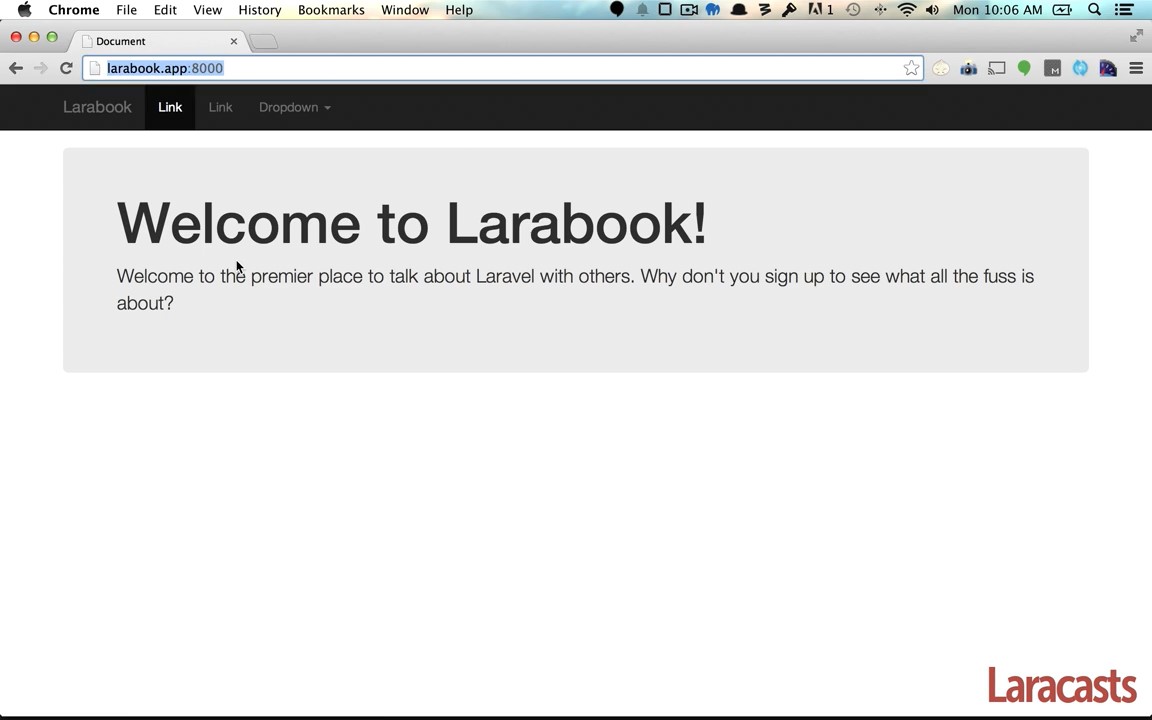 Chrome File Edit View History Bookmarks Window Help 1 Mon 10:06 AM
Document
larabook.app:8000
M
Larabook Link Link Dropdown
Welcome to Larabook!
Welcome to the premier place to talk about Laravel with others. Why don't you sign up to see what all the fuss is
about?
Laracasts